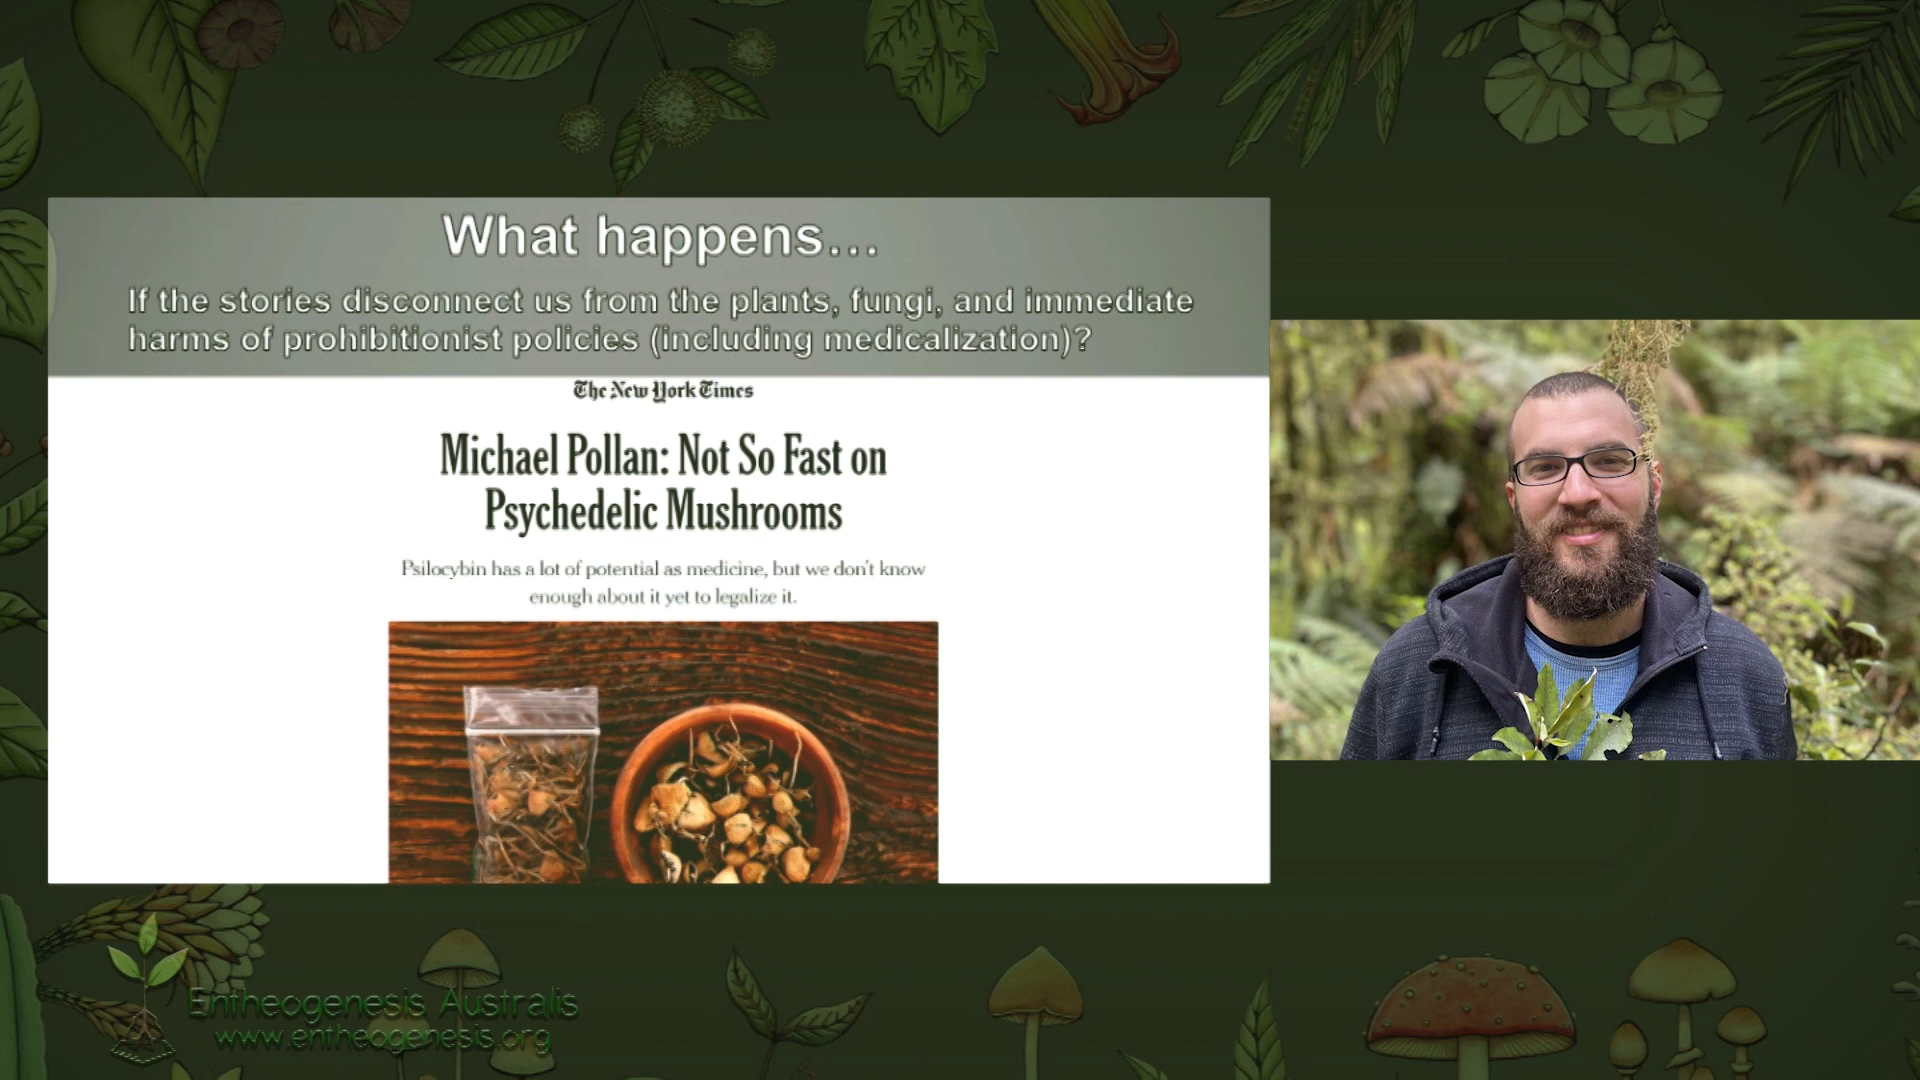 What happens...
If the stories disconnect us from the plants, fungi, and immediate
harms of prohibitionist policies (including medicalization)?
The New York Times
Michael Pollan: Not So Fast on
Psychedelic Mushrooms
Psilocybin has a lot of potential as medicine, but we don't know
enough about it yet to legalize it.
Entheogenesis Australis
www.entheogenesis.org